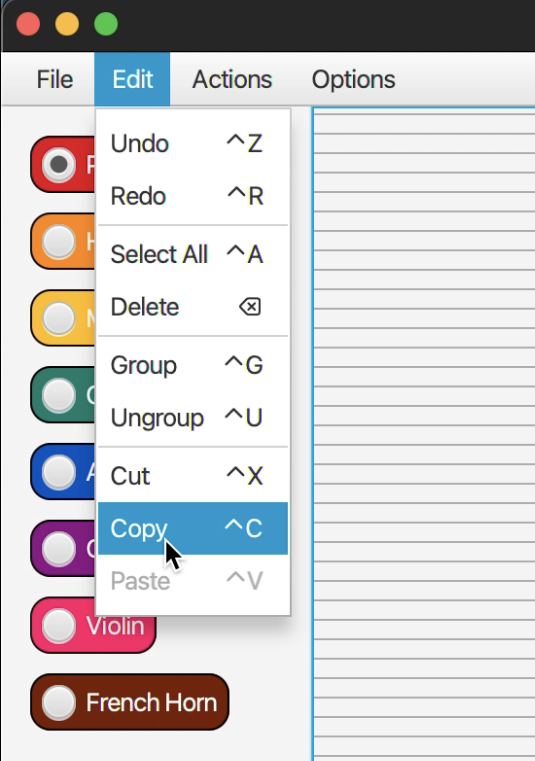 File Edit Actions Options
Undo ^Z
Redo ^R
Select All ^A
Delete ⌫
Group ^G
Ungroup ^U
Cut ^X
Copy ^C
Paste ^V
Violin
French Horn